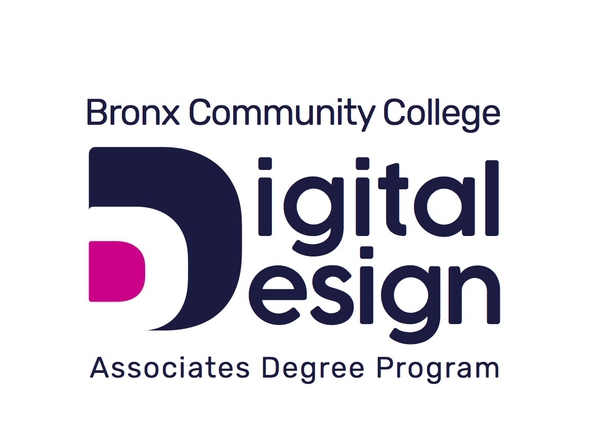 Bronx Community College
Digital
Design
Associates Degree Program